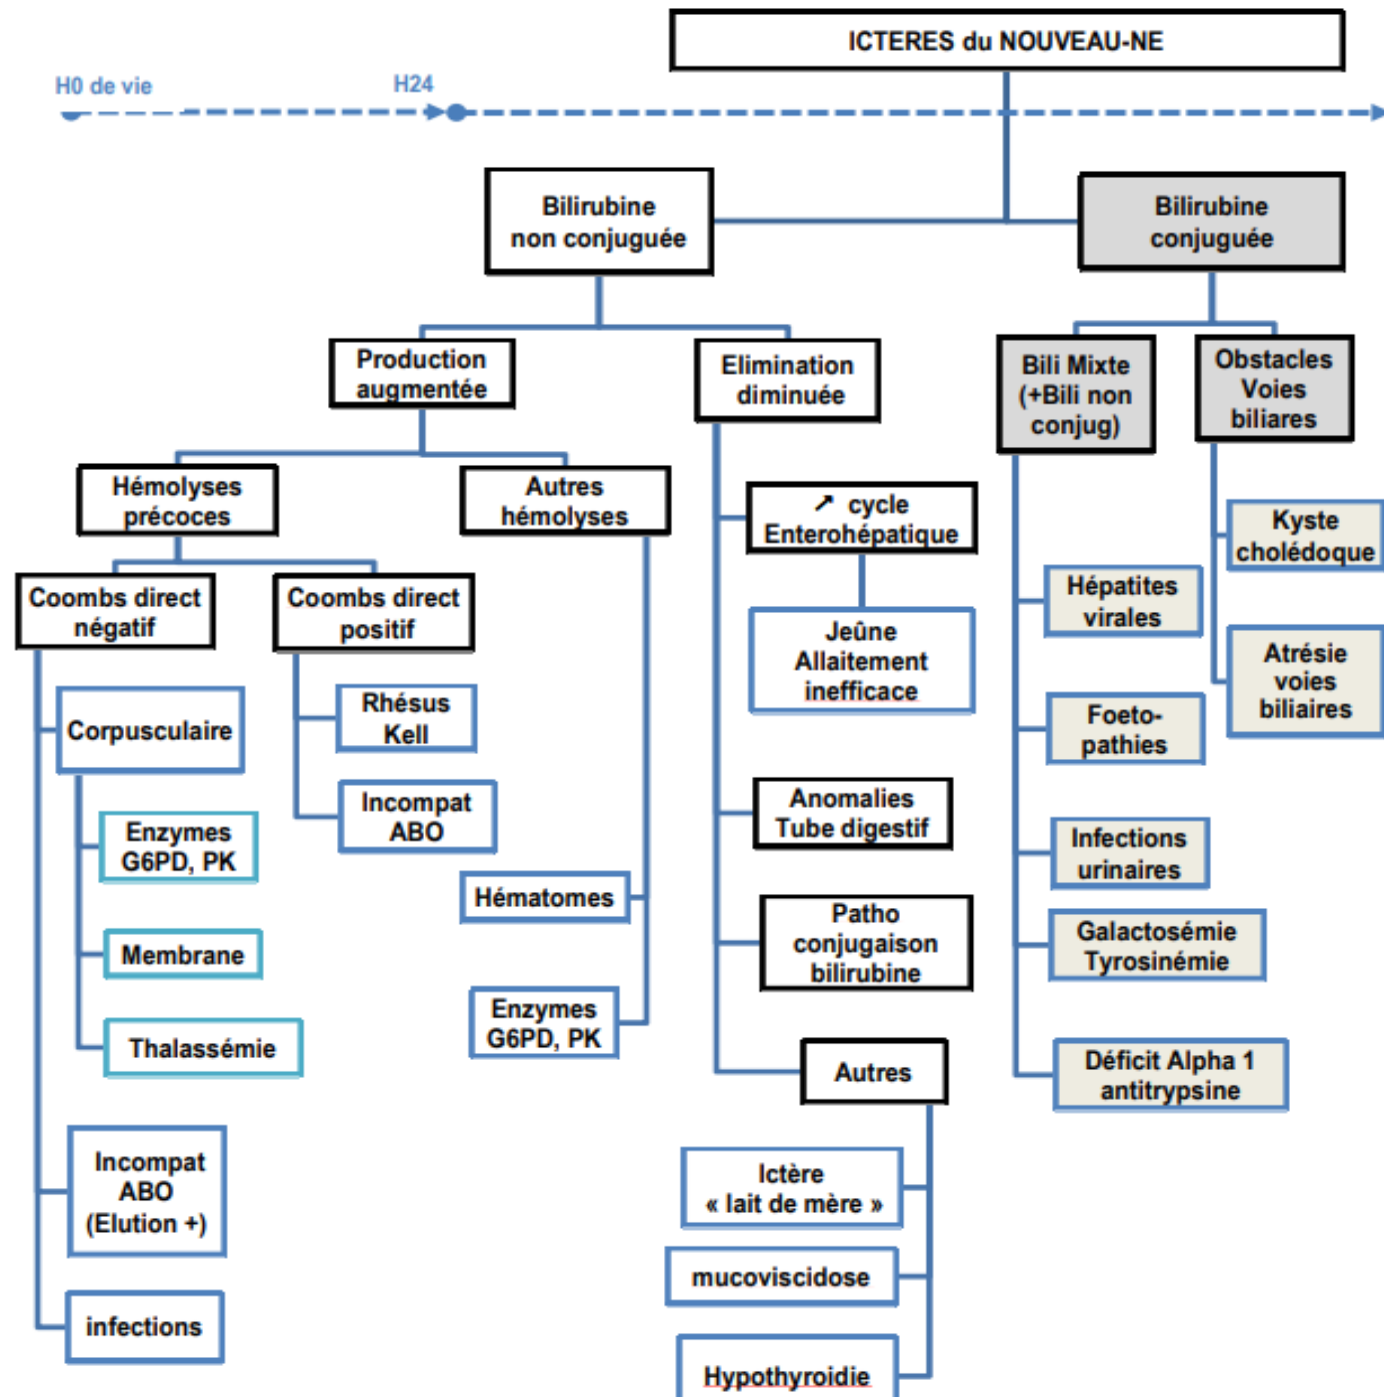 ICTERES du NOUVEAU-NE
H0 de vie
H24
Bilirubine
non conjuguée
Bilirubine
conjuguée
Production
augmentée
Elimination
diminuée
Bili Mixte
(+Bili non
conjug)
Obstacles
Voies
biliares
Hémolyses
précoces
Autres
hémolyses
↗ cycle
Enterohépatique
Kyste
cholédoque
Coombs direct
négatif
Coombs direct
positif
Jeûne
Allaitement
inefficace
Hépatites
virales
Atrésie
voies
biliaires
Corpusculaire
Rhésus
Kell
Foeto-
pathies
Enzymes
G6PD, PK
Incompat
ABO
Anomalies
Tube digestif
Infections
urinaires
Membrane
Hématomes
Patho
conjugaison
bilirubine
Galactosémie
Tyrosinémie
Thalassémie
Enzymes
G6PD, PK
Autres
Déficit Alpha 1
antitrypsine
Incompat
ABO
(Elution +)
Ictère
« lait de mère »
infections
mucoviscidose
Hypothyroidie